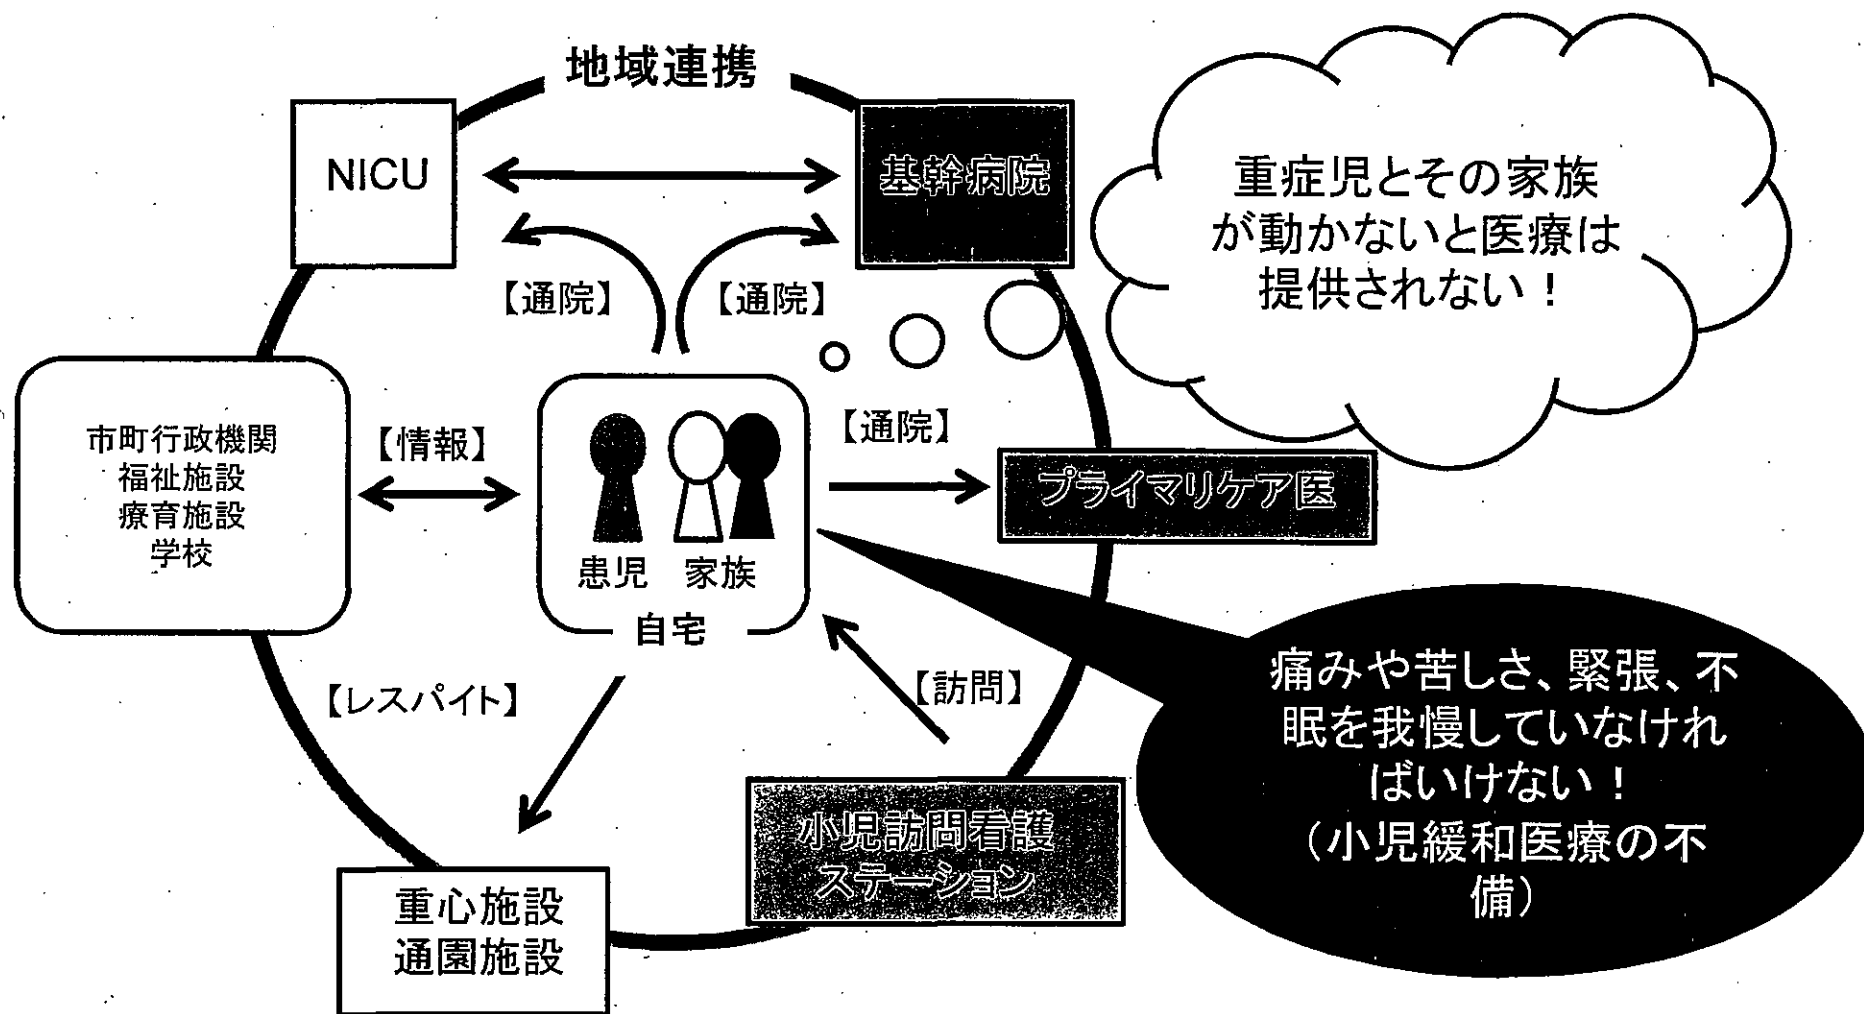 地域連携
NICU
基幹病院
重症児とその家族
が動かないと医療は
提供されない！
【通院】
【通院】
市町行政機関
福祉施設
療育施設
学校
【情報】
【通院】
プライマリケア医
患児 家族
自宅
【レスパイト】
【訪問】
痛みや苦しさ、緊張、不
眠を我慢していなけれ
ばいけない！
（小児緩和医療の不
備）
小児訪問看護
ステーション
重心施設
通園施設